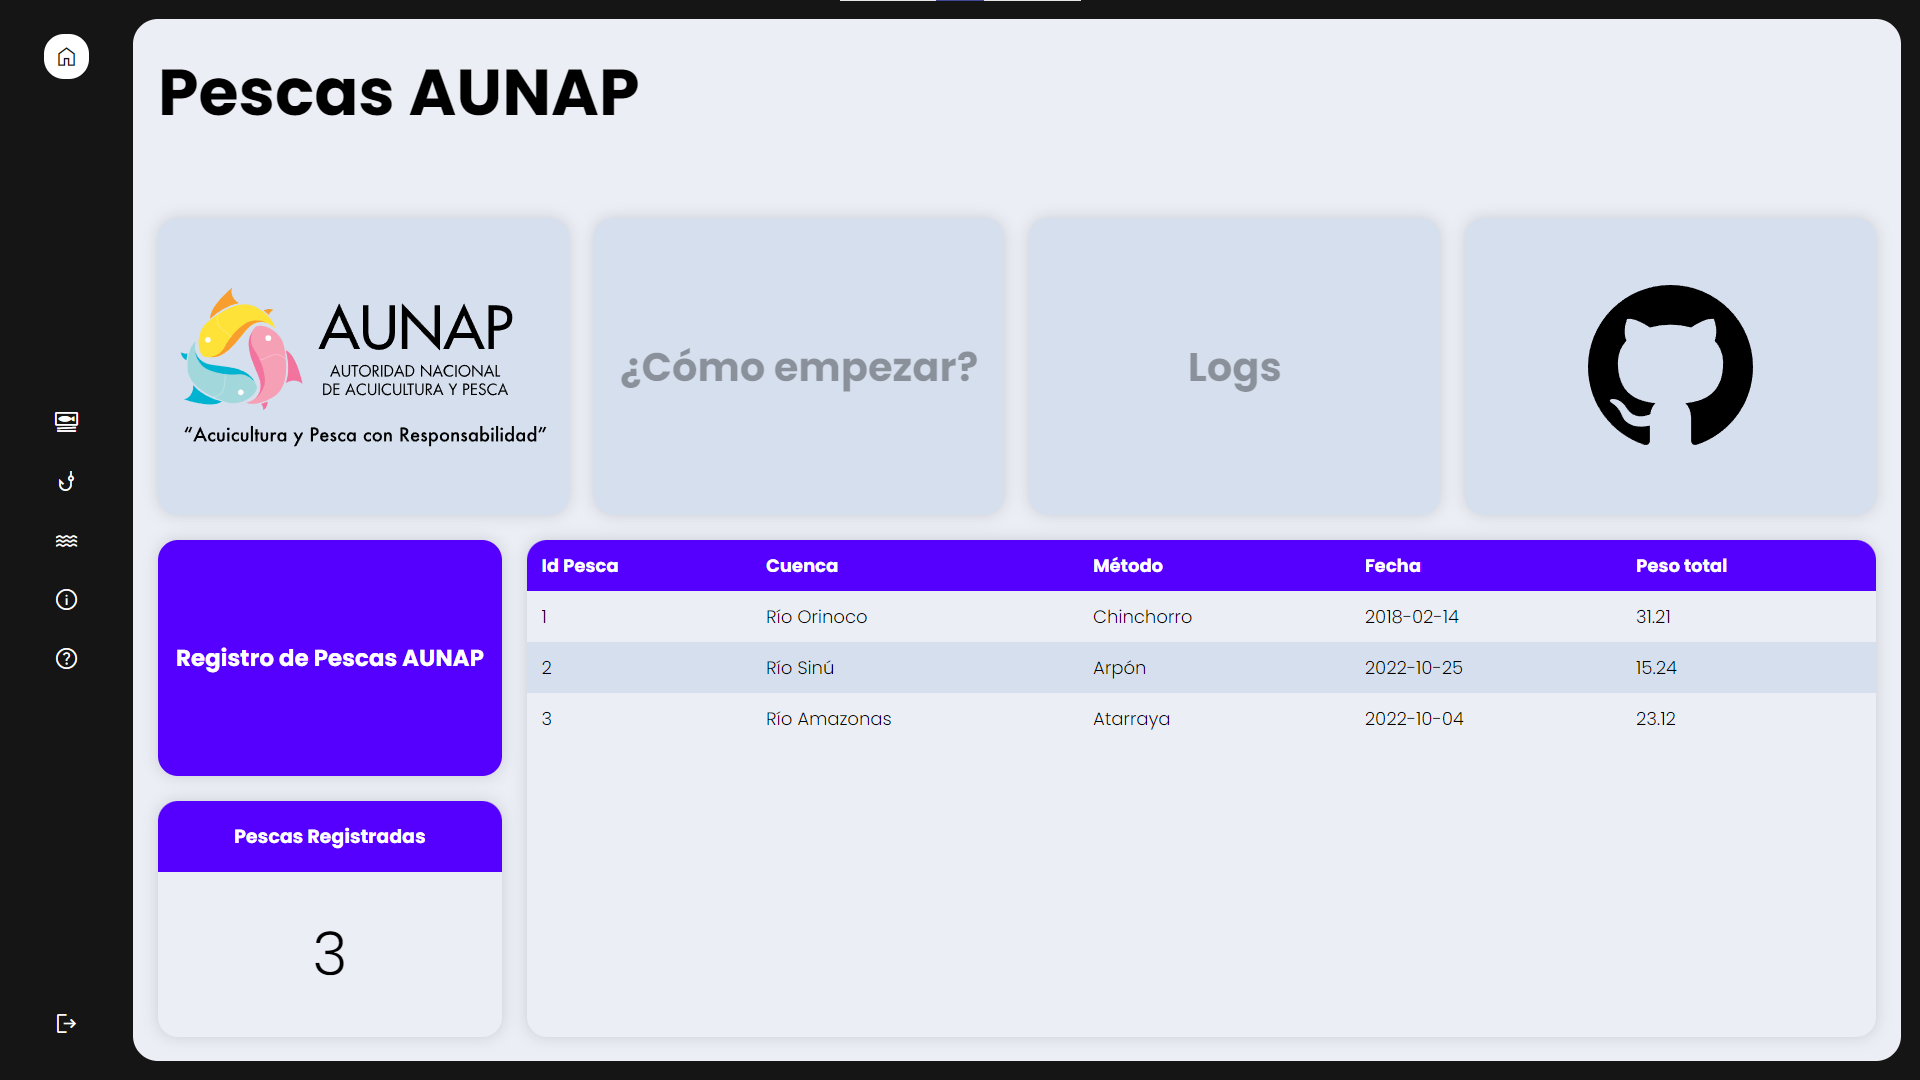 Pescas AUNAP
AUNAP
AUTORIDAD NACIONAL
DE ACUICULTURA Y PESCA
“Acuicultura y Pesca con Responsabilidad”
¿Cómo empezar?
Logs
Registro de Pescas AUNAP
Pescas Registradas
3
Id Pesca Cuenca Método Fecha Peso total
1 Río Orinoco Chinchorro 2018-02-14 31.21
2 Río Sinú Arpón 2022-10-25 15.24
3 Río Amazonas Atarraya 2022-10-04 23.12